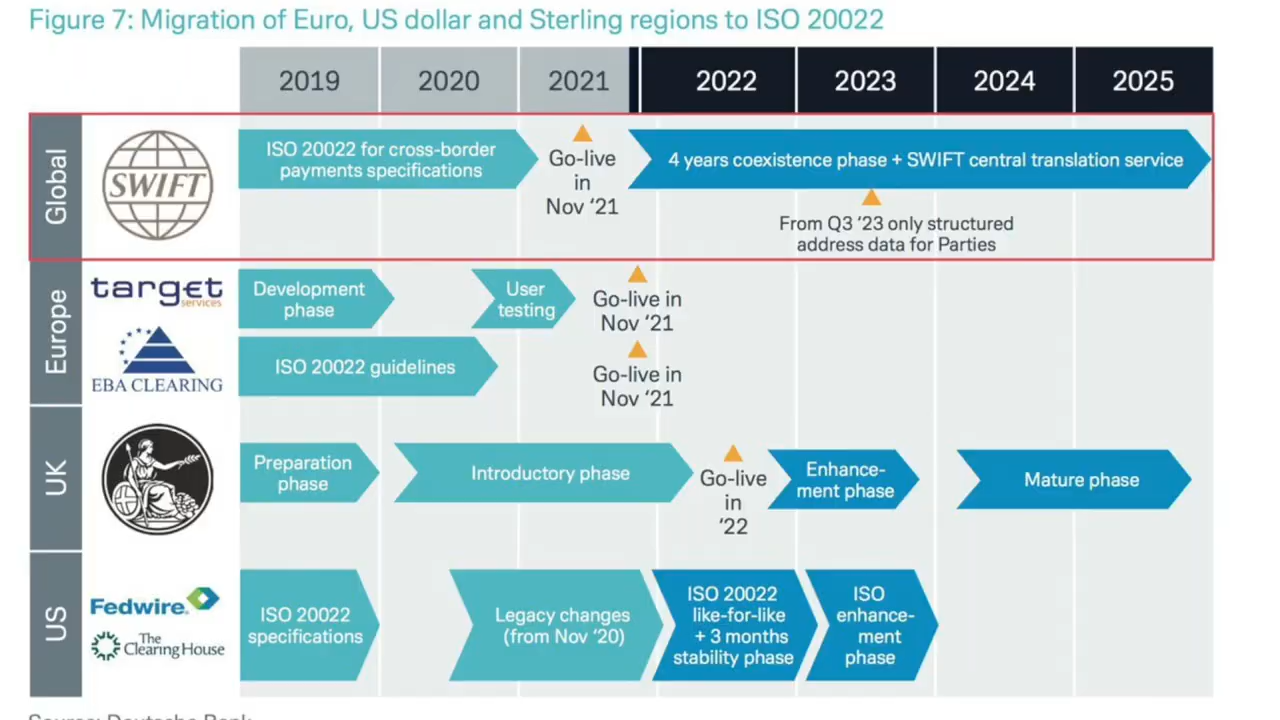 Figure 7: Migration of Euro, US dollar and Sterling regions to ISO 20022
2019
2020
2021
2022
2023
2024
2025
Global
SWIFT
ISO 20022 for cross-border
payments specifications
Go-live
in
Nov ‘21
4 years coexistence phase + SWIFT central translation service
From Q3 ‘23 only structured
address data for Parties
Europe
target
services
Development
phase
User
testing
Go-live in
Nov ‘21
EBA CLEARING
ISO 20022 guidelines
Go-live in
Nov ‘21
UK
Preparation
phase
Introductory phase
Go-live
in
‘22
Enhance-
ment phase
Mature phase
US
Fedwire.
The
Clearing House
ISO 20022
specifications
Legacy changes
(from Nov ‘20)
ISO 20022
like-for-like
+ 3 months
stability phase
ISO
enhance-
ment
phase
Source: Deutsche Bank